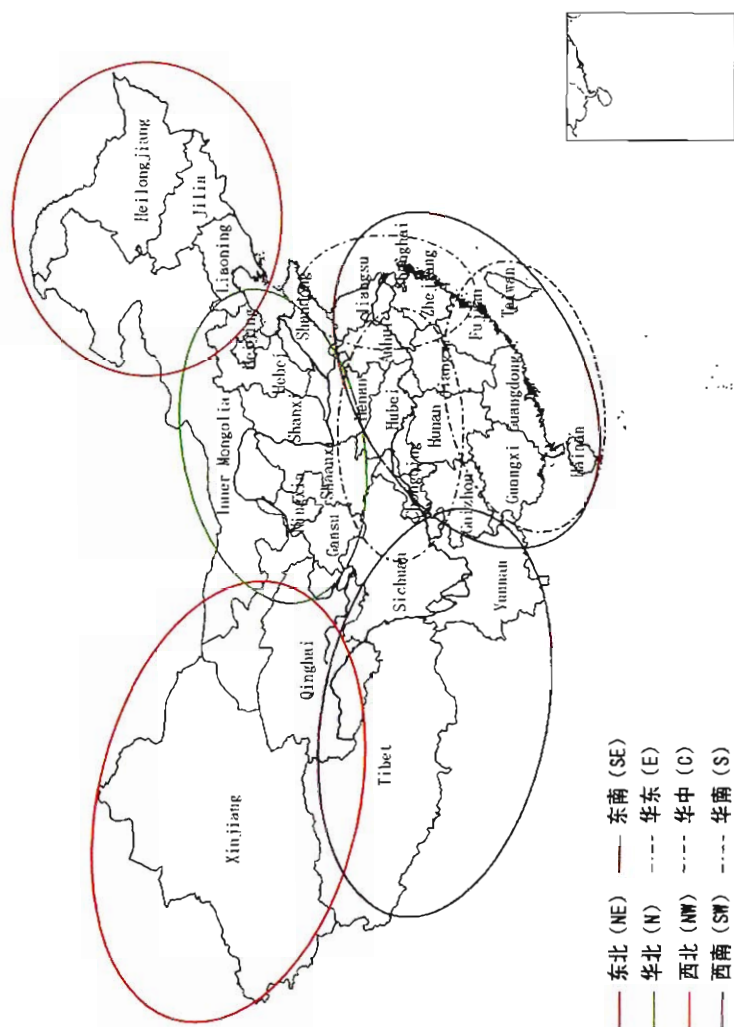 Heilongjiang
Jilin
Liaoning
Inner Mongolia
Beijing
Hebei
Shanxi
Shandong
Ningxia
Shaanxi
Gansu
Xinjiang
Qinghai
Tibet
Sichuan
Chongqing
Henan
Hubei
Anhui
Jiangsu
Shanghai
Zhejiang
Jiangxi
Hunan
Guizhou
Yunnan
Guangxi
Guangdong
Fujian
Taiwan
Hainan
东北(NE) 东南(SE)
华北(N) 华东(E)
西北(NW) 华中(C)
西南(SW) 华南(S)